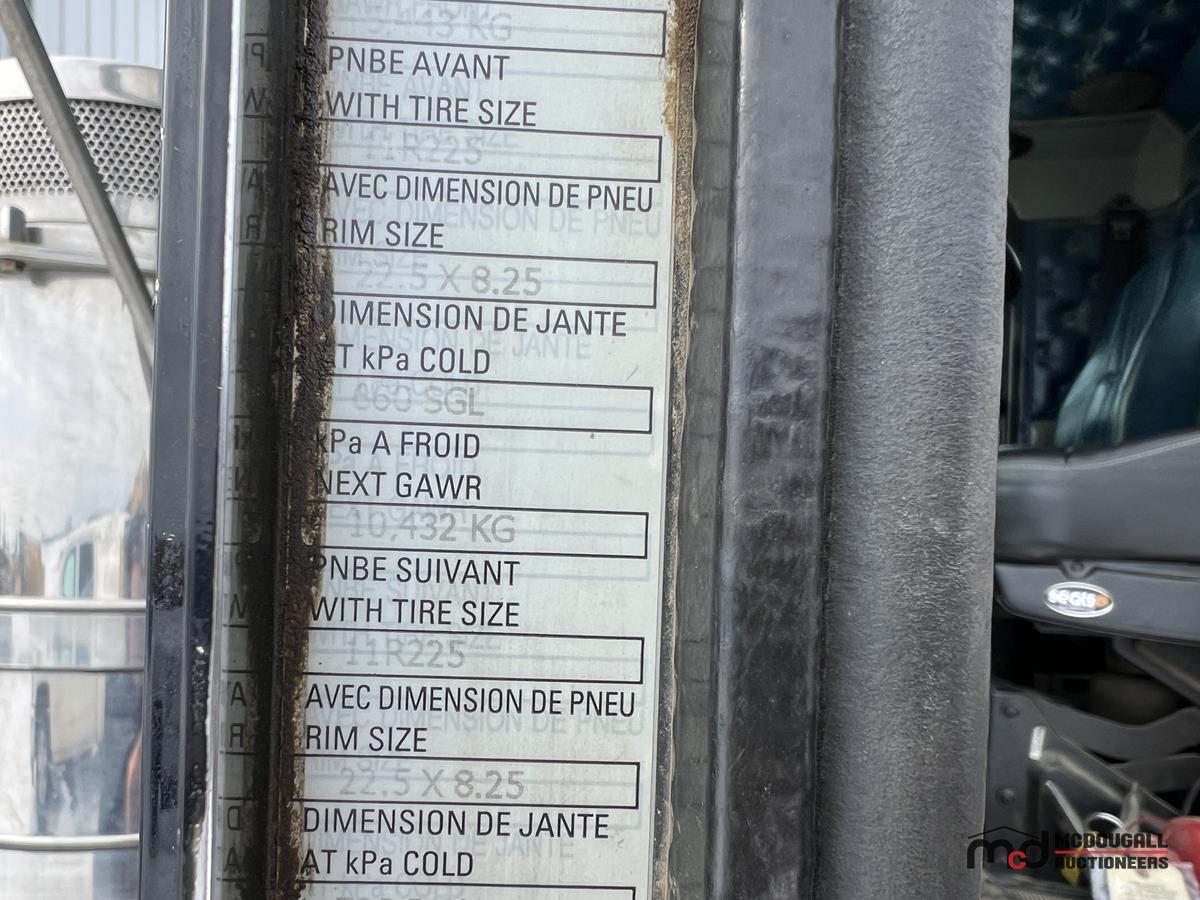 PNBE AVANT
WITH TIRE SIZE
11R225
AVEC DIMENSION DE PNEU
RIM SIZE
22.5 X 8.25
DIMENSION DE JANTE
AT kPa COLD
860 SGL
kPa A FROID
NEXT GAWR
10,432 KG
PNBE SUIVANT
WITH TIRE SIZE
11R225
AVEC DIMENSION DE PNEU
RIM SIZE
22.5 X 8.25
DIMENSION DE JANTE
AT kPa COLD
seats
mcd MCDOUGALL
AUCTIONEERS